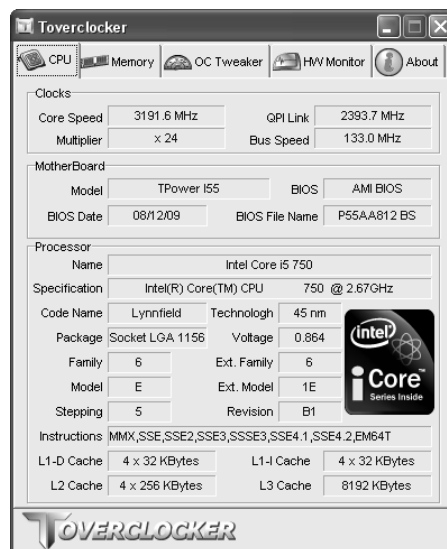 Toverclocker
CPU Memory OC Tweaker HW Monitor About
Clocks
Core Speed 3191.6 MHz QPI Link 2393.7 MHz
Multiplier x 24 Bus Speed 133.0 MHz
MotherBoard
Model TPower I55 BIOS AMI BIOS
BIOS Date 08/12/09 BIOS File Name P55AA812 BS
Processor
Name Intel Core i5 750
Specification Intel(R) Core(TM) CPU 750 @ 2.67GHz
Code Name Lynnfield Technologh 45 nm
Package Socket LGA 1156 Voltage 0.864
Family 6 Ext. Family 6
Model E Ext. Model 1E
Stepping 5 Revision B1
intel
Core
Series Inside
Instructions MMX,SSE,SSE2,SSE3,SSSE3,SSE4.1,SSE4.2,EM64T
L1-D Cache 4 x 32 KBytes L1-I Cache 4 x 32 KBytes
L2 Cache 4 x 256 KBytes L3 Cache 8192 KBytes
TOVERCLOCKER